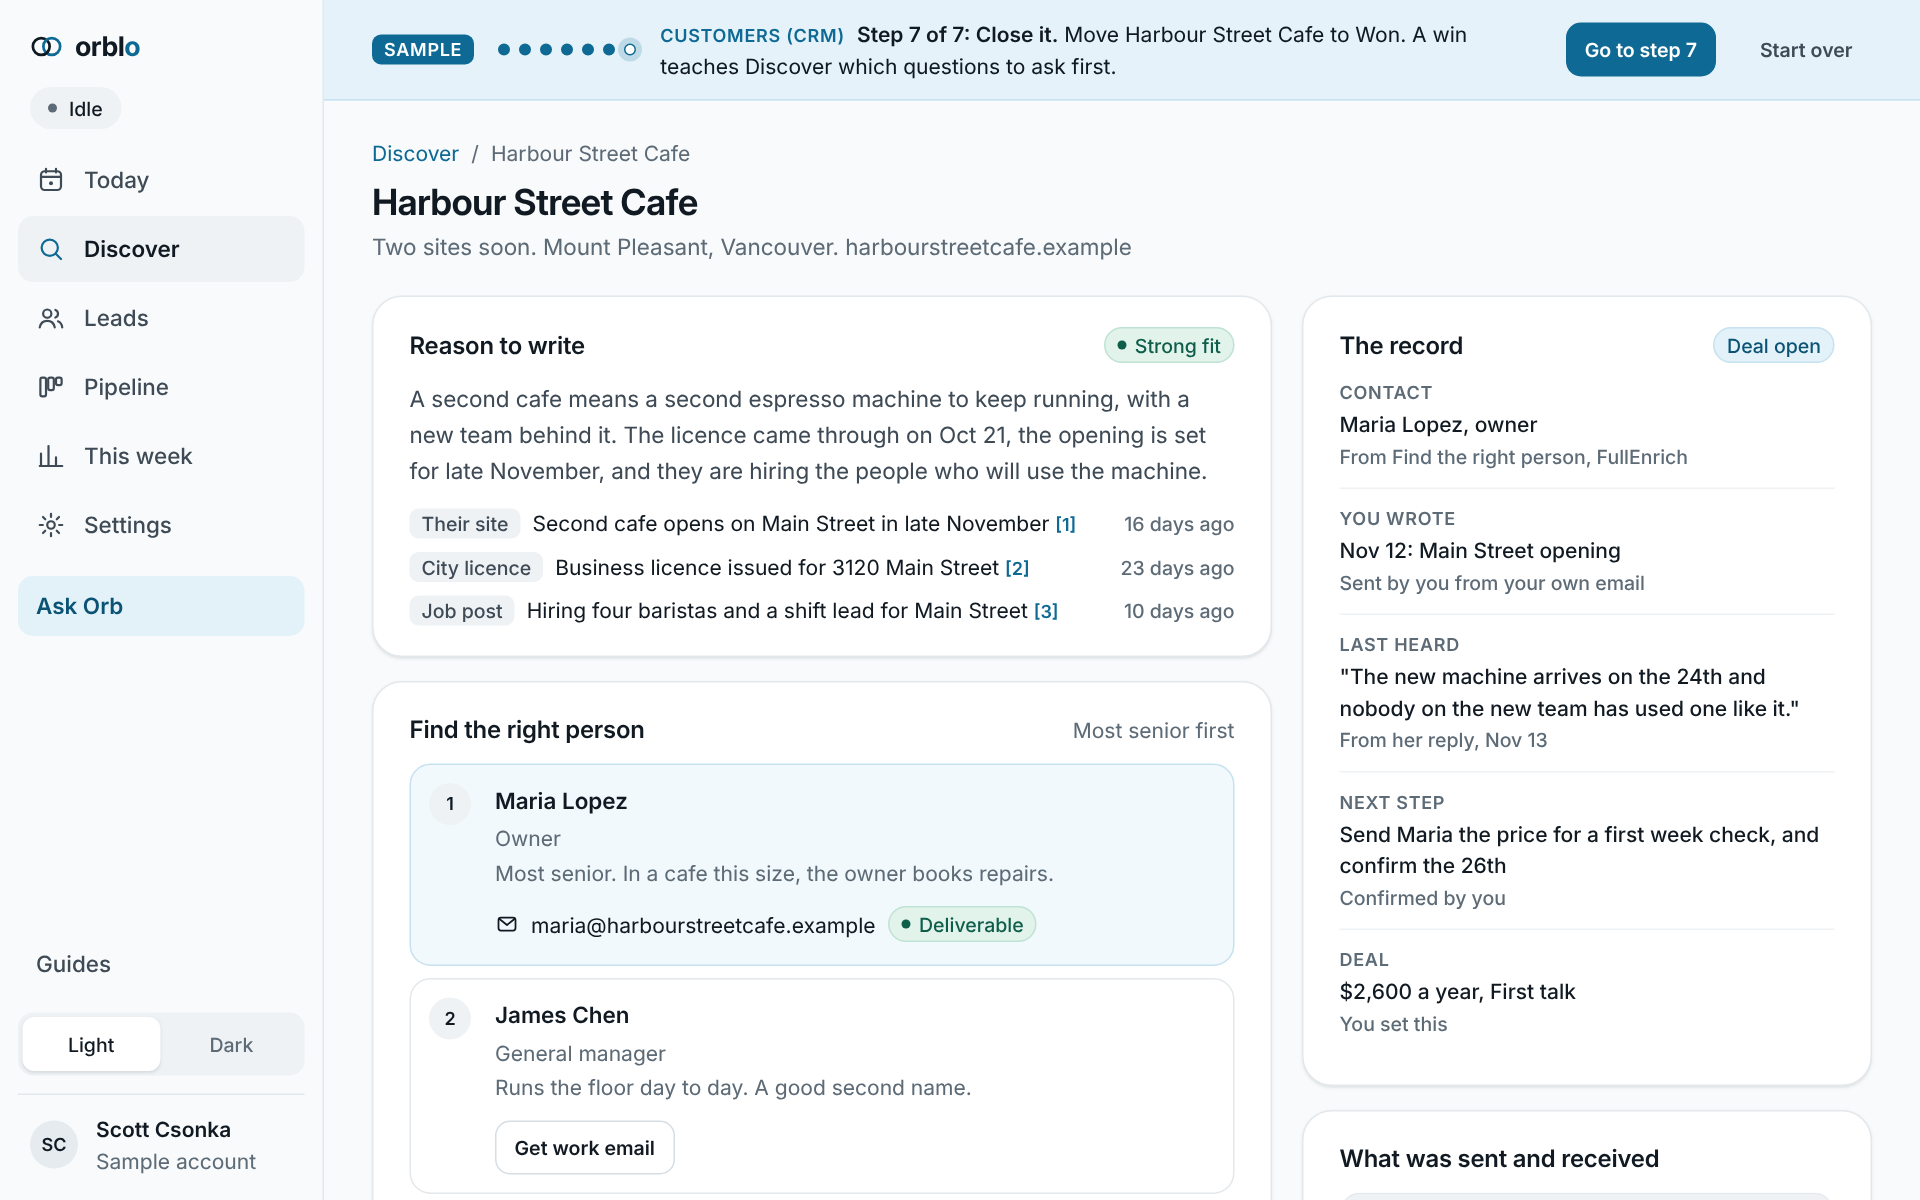 orblo
Idle
Today
Discover
Leads
Pipeline
This week
Settings
Ask Orb
Guides
Light
Dark
SC
Scott Csonka
Sample account
SAMPLE
CUSTOMERS (CRM) Step 7 of 7: Close it. Move Harbour Street Cafe to Won. A win
teaches Discover which questions to ask first.
Go to step 7
Start over
Discover / Harbour Street Cafe
Harbour Street Cafe
Two sites soon. Mount Pleasant, Vancouver. harbourstreetcafe.example
Reason to write
Strong fit
A second cafe means a second espresso machine to keep running, with a
new team behind it. The licence came through on Oct 21, the opening is set
for late November, and they are hiring the people who will use the machine.
Their site Second cafe opens on Main Street in late November [1] 16 days ago
City licence Business licence issued for 3120 Main Street [2] 23 days ago
Job post Hiring four baristas and a shift lead for Main Street [3] 10 days ago
Find the right person
Most senior first
1
Maria Lopez
Owner
Most senior. In a cafe this size, the owner books repairs.
maria@harbourstreetcafe.example
Deliverable
2
James Chen
General manager
Runs the floor day to day. A good second name.
Get work email
The record
Deal open
CONTACT
Maria Lopez, owner
From Find the right person, FullEnrich
YOU WROTE
Nov 12: Main Street opening
Sent by you from your own email
LAST HEARD
"The new machine arrives on the 24th and
nobody on the new team has used one like it."
From her reply, Nov 13
NEXT STEP
Send Maria the price for a first week check, and
confirm the 26th
Confirmed by you
DEAL
$2,600 a year, First talk
You set this
What was sent and received